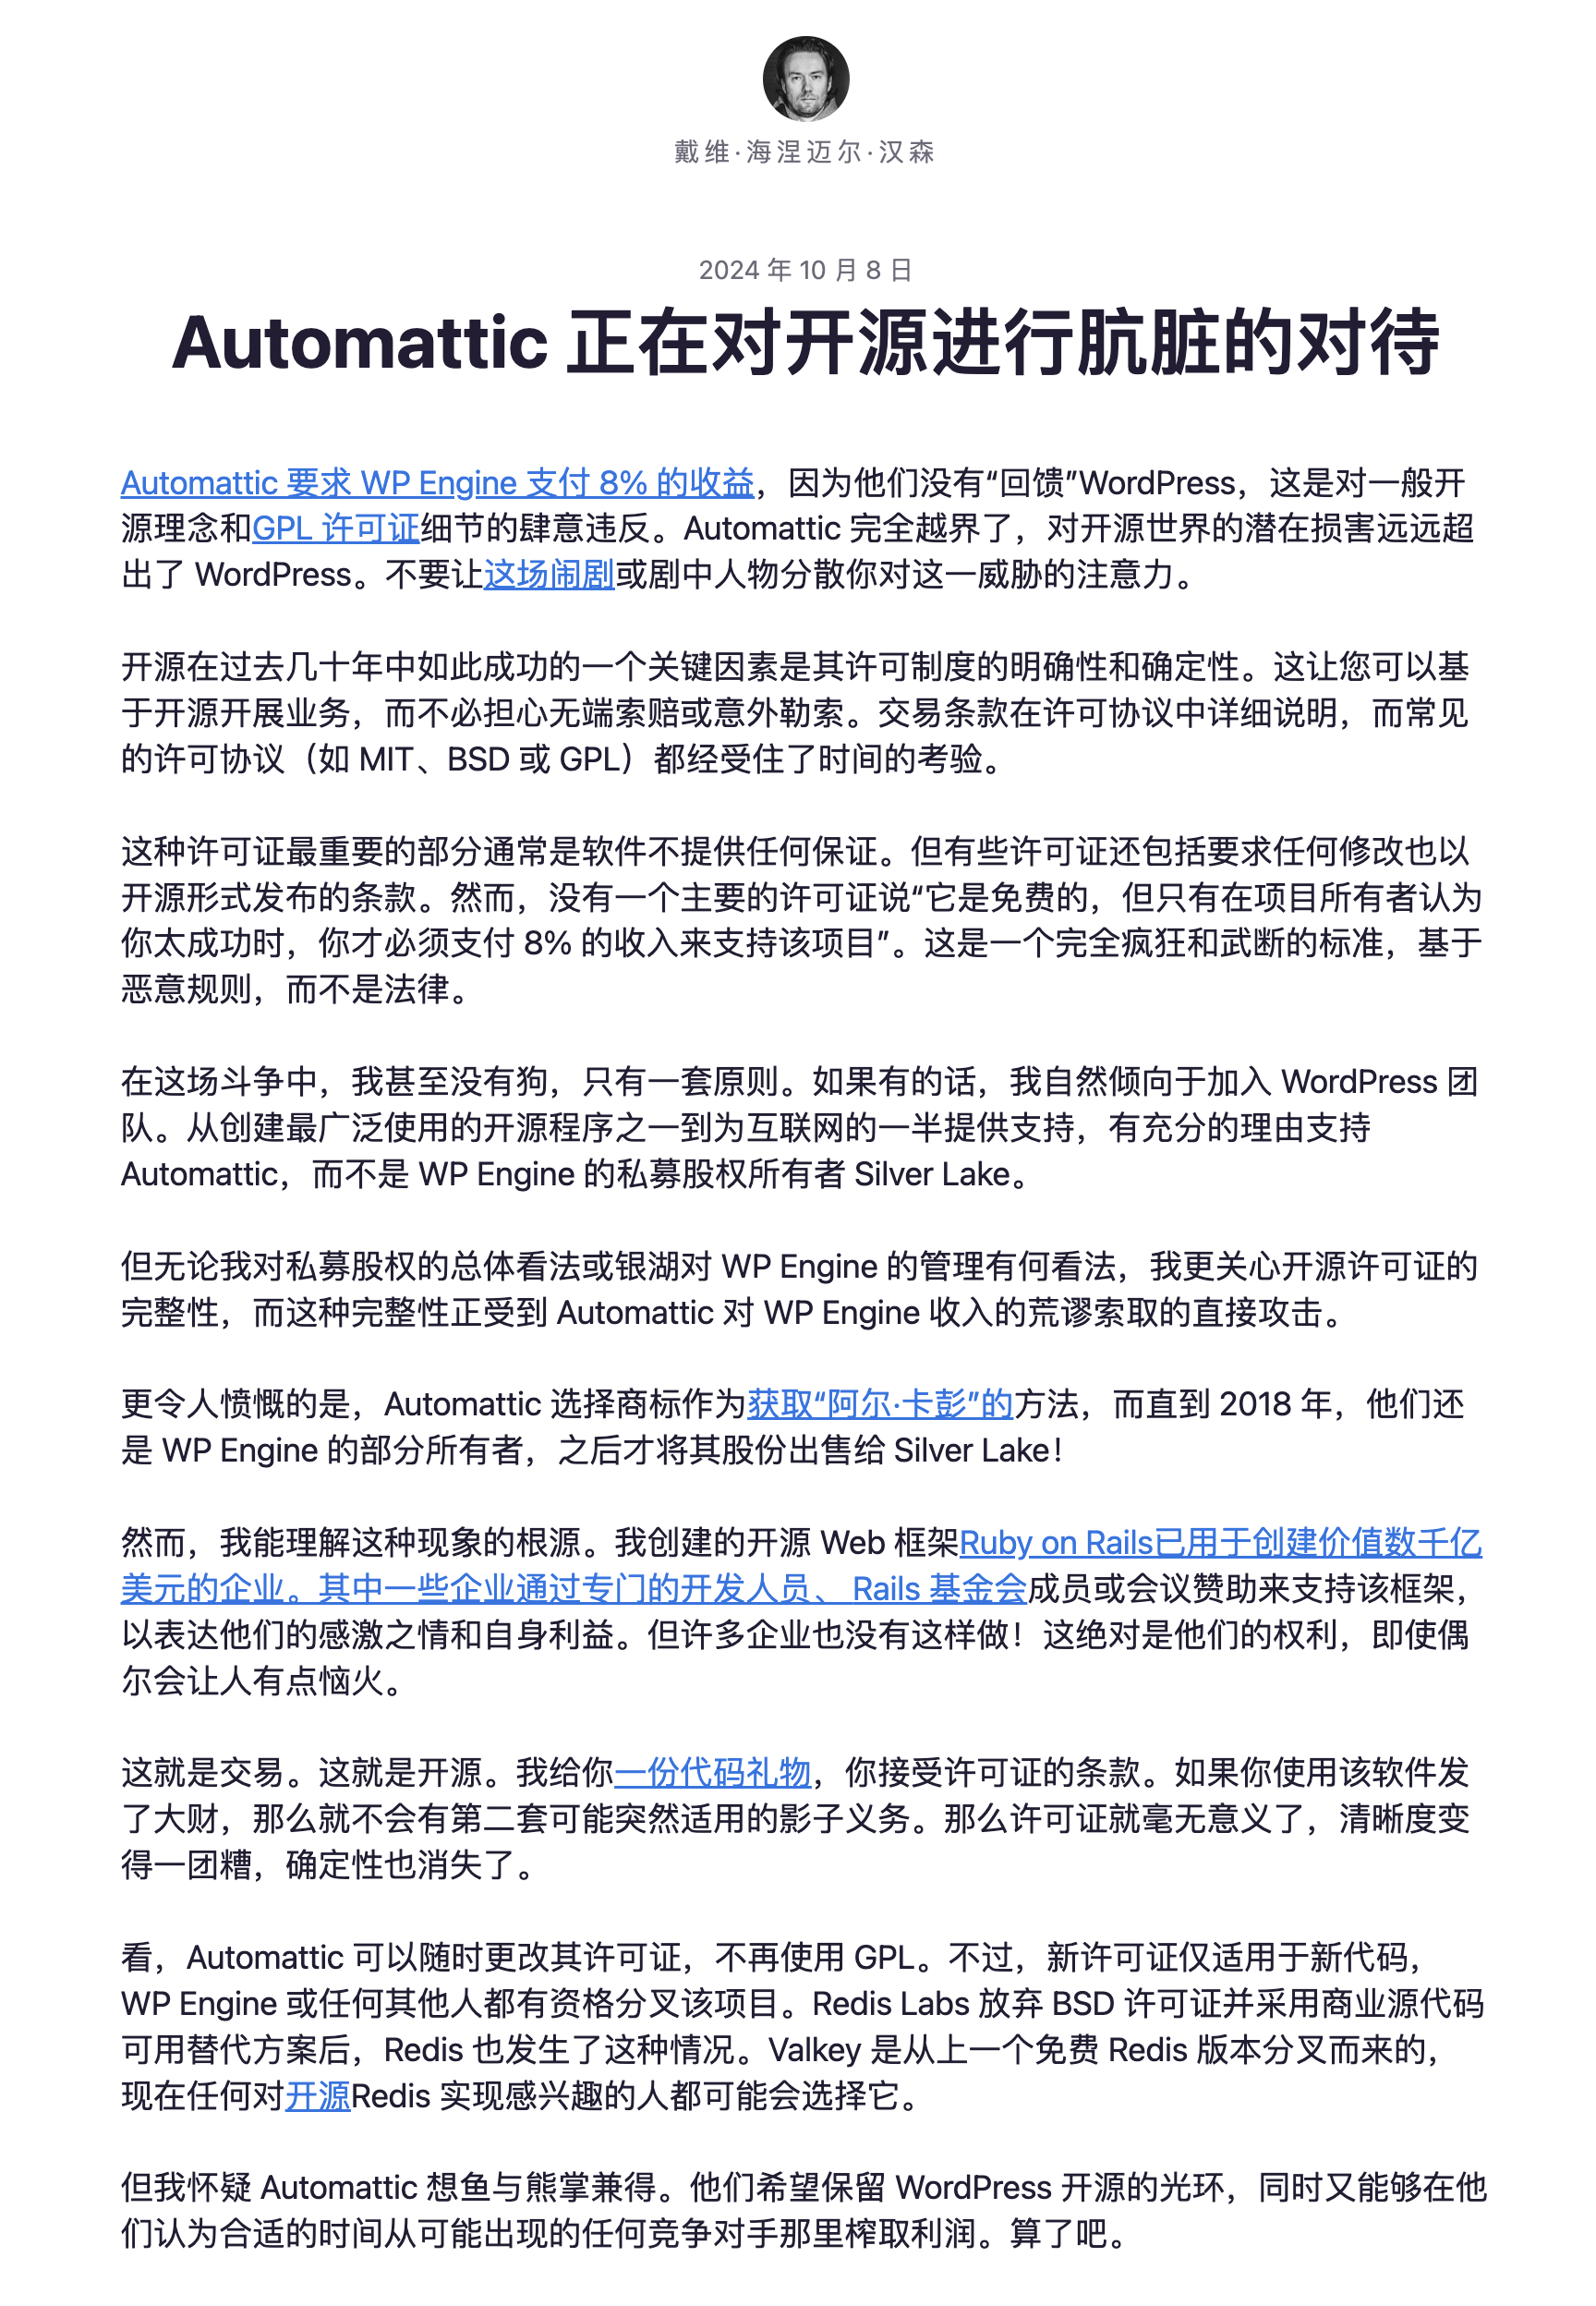 戴维·海涅迈尔·汉森
2024 年 10 月 8 日
Automattic 正在对开源进行肮脏的对待
Automattic 要求 WP Engine 支付 8% 的收益，因为他们没有“回馈”WordPress，这是对一般开
源理念和GPL 许可证细节的肆意违反。Automattic 完全越界了，对开源世界的潜在损害远远超
出了 WordPress。不要让这场闹剧或剧中人物分散你对这一威胁的注意力。
开源在过去几十年中如此成功的一个关键因素是其许可制度的明确性和确定性。这让您可以基
于开源开展业务，而不必担心无端索赔或意外勒索。交易条款在许可协议中详细说明，而常见
的许可协议（如 MIT、BSD 或 GPL）都经受住了时间的考验。
这种许可证最重要的部分通常是软件不提供任何保证。但有些许可证还包括要求任何修改也以
开源形式发布的条款。然而，没有一个主要的许可证说“它是免费的，但只有在项目所有者认为
你太成功时，你才必须支付 8% 的收入来支持该项目”。这是一个完全疯狂和武断的标准，基于
恶意规则，而不是法律。
在这场斗争中，我甚至没有狗，只有一套原则。如果有的话，我自然倾向于加入 WordPress 团
队。从创建最广泛使用的开源程序之一到为互联网的一半提供支持，有充分的理由支持
Automattic，而不是 WP Engine 的私募股权所有者 Silver Lake。
但无论我对私募股权的总体看法或银湖对 WP Engine 的管理有何看法，我更关心开源许可证的
完整性，而这种完整性正受到 Automattic 对 WP Engine 收入的荒谬索取的直接攻击。
更令人愤慨的是，Automattic 选择商标作为获取“阿尔·卡彭”的方法，而直到 2018 年，他们还
是 WP Engine 的部分所有者，之后才将其股份出售给 Silver Lake！
然而，我能理解这种现象的根源。我创建的开源 Web 框架Ruby on Rails已用于创建价值数千亿
美元的企业。其中一些企业通过专门的开发人员、 Rails 基金会成员或会议赞助来支持该框架，
以表达他们的感激之情和自身利益。但许多企业也没有这样做！这绝对是他们的权利，即使偶
尔会让人有点恼火。
这就是交易。这就是开源。我给你一份代码礼物，你接受许可证的条款。如果你使用该软件发
了大财，那么就不会有第二套可能突然适用的影子义务。那么许可证就毫无意义了，清晰度变
得一团糟，确定性也消失了。
看，Automattic 可以随时更改其许可证，不再使用 GPL。不过，新许可证仅适用于新代码，
WP Engine 或任何其他人都有资格分叉该项目。Redis Labs 放弃 BSD 许可证并采用商业源代码
可用替代方案后，Redis 也发生了这种情况。Valkey 是从上一个免费 Redis 版本分叉而来的，
现在任何对开源Redis 实现感兴趣的人都可能会选择它。
但我怀疑 Automattic 想鱼与熊掌兼得。他们希望保留 WordPress 开源的光环，同时又能够在他
们认为合适的时间从可能出现的任何竞争对手那里榨取利润。算了吧。